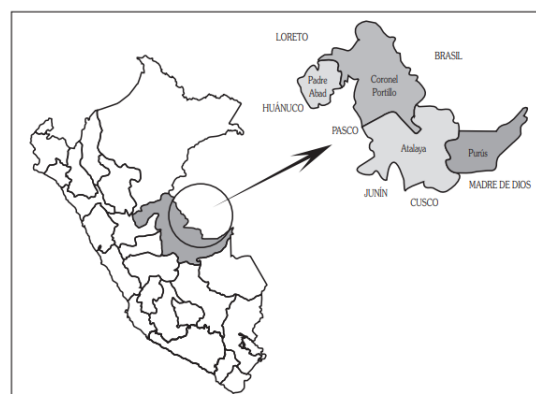 LORETO
BRASIL
Padre
Abad
Coronel
Portillo
HUÁNUCO
PASCO
Atalaya
Purús
JUNÍN
CUSCO
MADRE DE DIOS